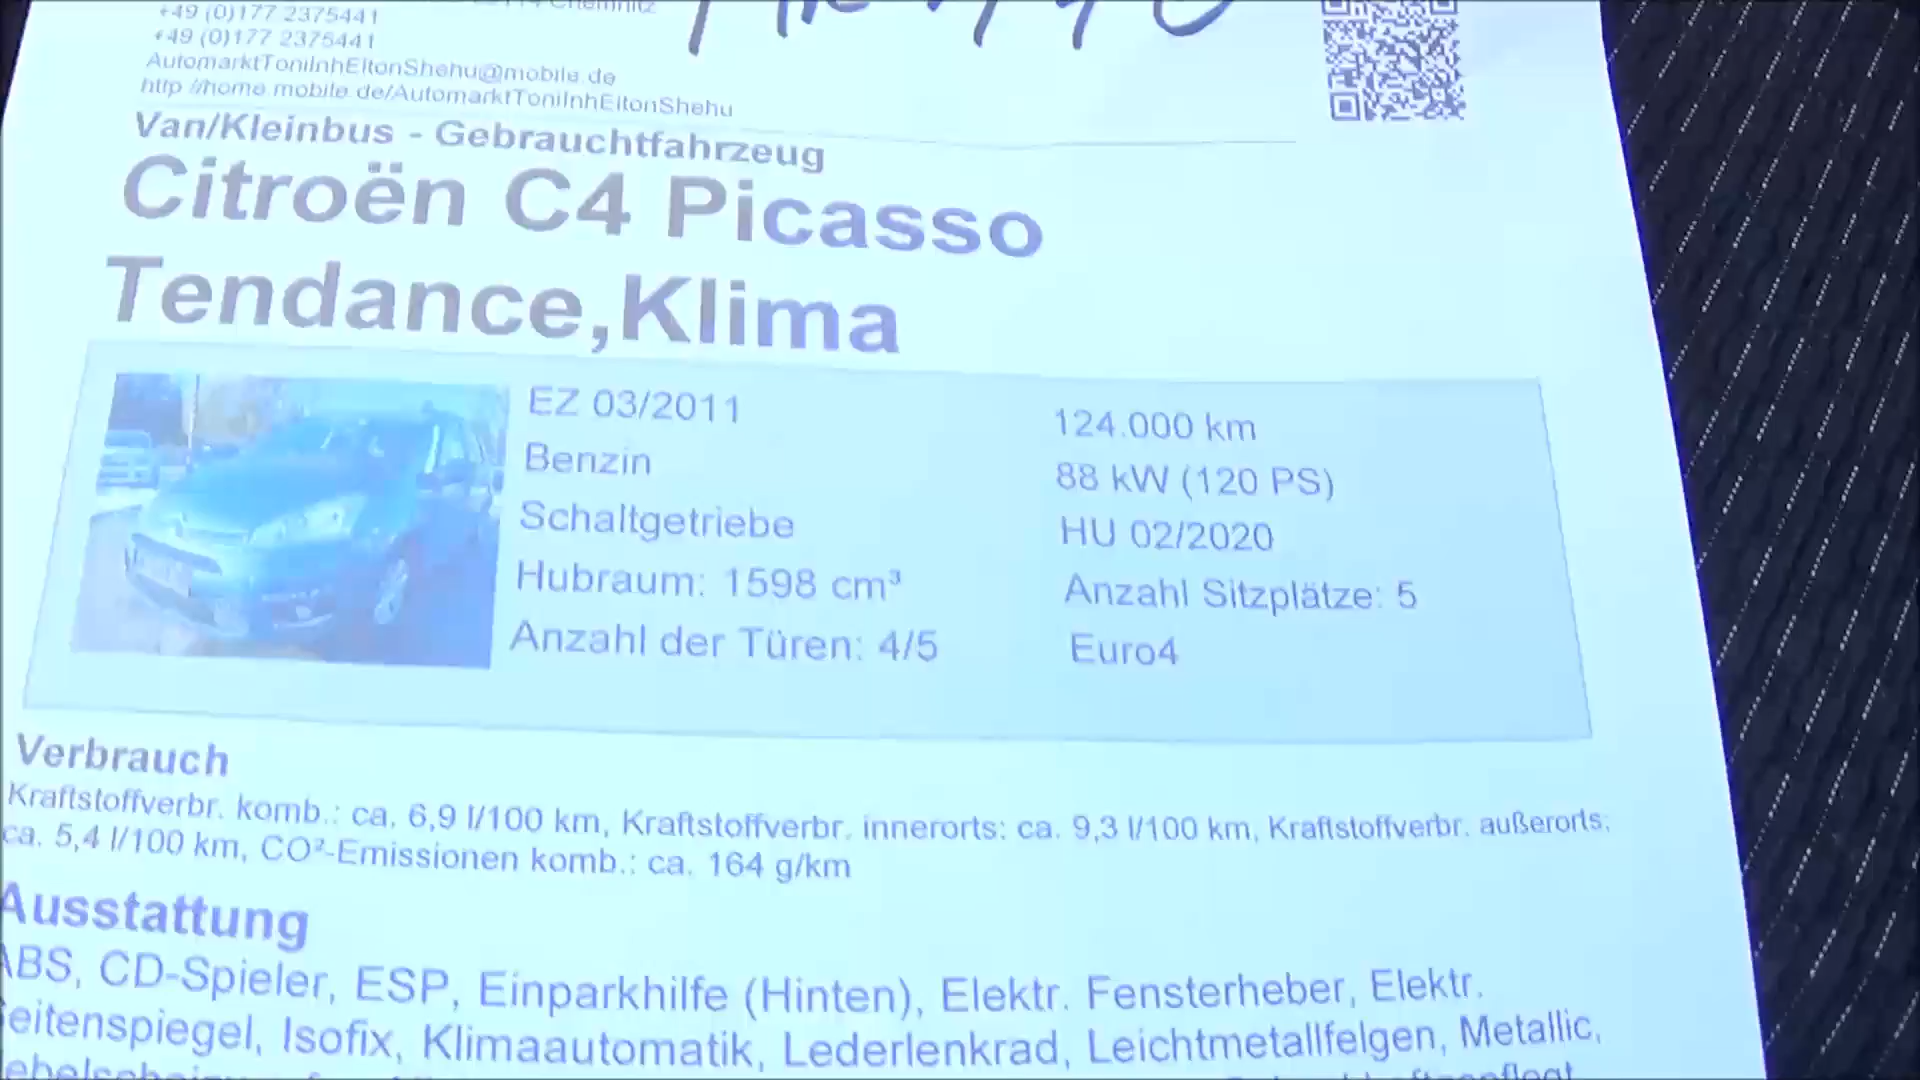 Chemnitz
+49 (0)177 2375441
+49 (0)177 2375441
AutomarktToniInhEltonShehu@mobile.de
http://home.mobile.de/AutomarktToniInhEltonShehu
Van/Kleinbus - Gebrauchtfahrzeug
Citroën C4 Picasso
Tendance,Klima
EZ 03/2011 124.000 km
Benzin 88 kW (120 PS)
Schaltgetriebe HU 02/2020
Hubraum: 1598 cm³ Anzahl Sitzplätze: 5
Anzahl der Türen: 4/5 Euro4
Verbrauch
Kraftstoffverbr. komb.: ca. 6,9 l/100 km, Kraftstoffverbr. innerorts: ca. 9,3 l/100 km, Kraftstoffverbr. außerorts:
ca. 5,4 l/100 km, CO²-Emissionen komb.: ca. 164 g/km
Ausstattung
ABS, CD-Spieler, ESP, Einparkhilfe (Hinten), Elektr. Fensterheber, Elektr.
eitenspiegel, Isofix, Klimaautomatik, Lederlenkrad, Leichtmetallfelgen, Metallic,